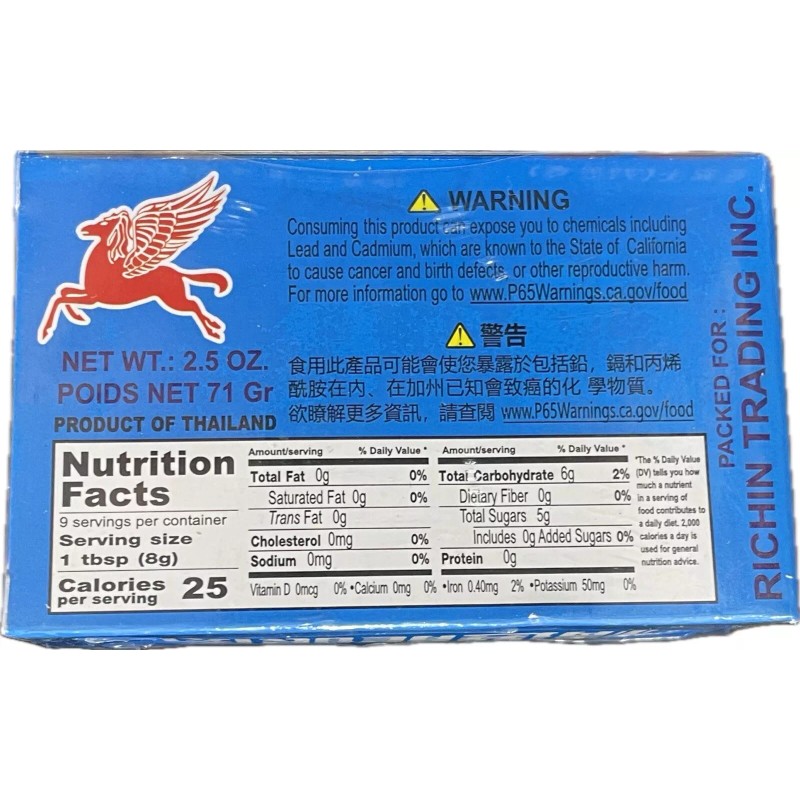 WARNING
Consuming this product can expose you to chemicals including
Lead and Cadmium, which are known to the State of California
to cause cancer and birth defects, or other reproductive harm.
For more information go to www.P65Warnings.ca.gov/food
警告
食用此產品可能會使您暴露於包括鉛，鎘和丙烯
酰胺在内、在加州已知會致癌的化 學物質。
欲瞭解更多資訊，請查閱 www.P65Warnings.ca.gov/food
NET WT.: 2.5 OZ.
POIDS NET 71 Gr
PRODUCT OF THAILAND
Nutrition
Facts
9 servings per container
Serving size
1 tbsp (8g)
Calories 25
per serving
Amount/serving % Daily Value *
Total Fat 0g 0%
Saturated Fat 0g 0%
Trans Fat 0g
Cholesterol 0mg 0%
Sodium 0mg 0%
Amount/serving % Daily Value *
Total Carbohydrate 6g 2%
Dietary Fiber 0g 0%
Total Sugars 5g
Includes 0g Added Sugars 0%
Protein 0g
Vitamin D 0mcg 0% •Calcium 0mg 0% •Iron 0.40mg 2% •Potassium 50mg 0%
*The % Daily Value
(DV) tells you how
much a nutrient
in a serving of
food contributes to
a daily diet. 2,000
calories a day is
used for general
nutrition advice.
PACKED FOR :
RICHIN TRADING INC.